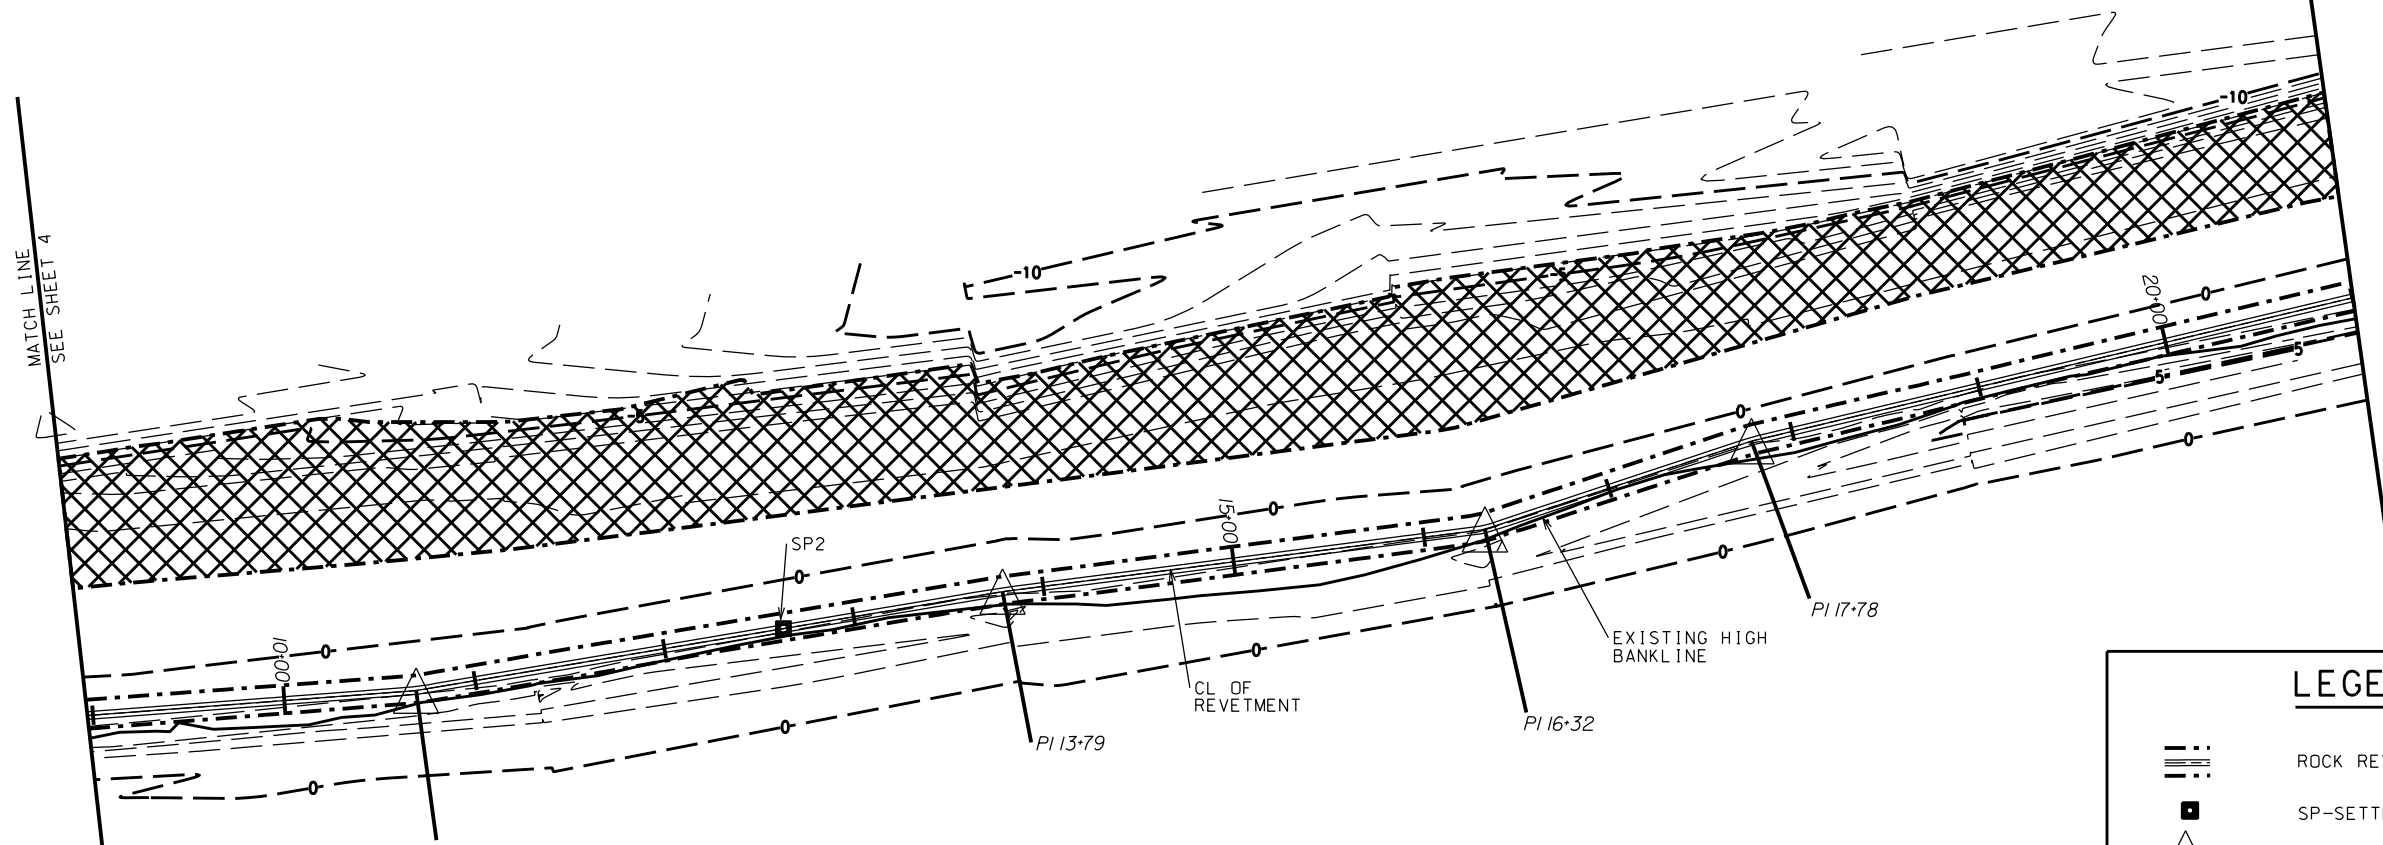 MATCH LINE
SEE SHEET 4
-10
-10
-5
0
0
0
0
0
0
0
0
0
0
5
5
10+00
15+00
20+00
SP2
CL OF
REVETMENT
EXISTING HIGH
BANKLINE
PI 13+79
PI 16+32
PI 17+78
LEGE
ROCK RE
SP-SETT